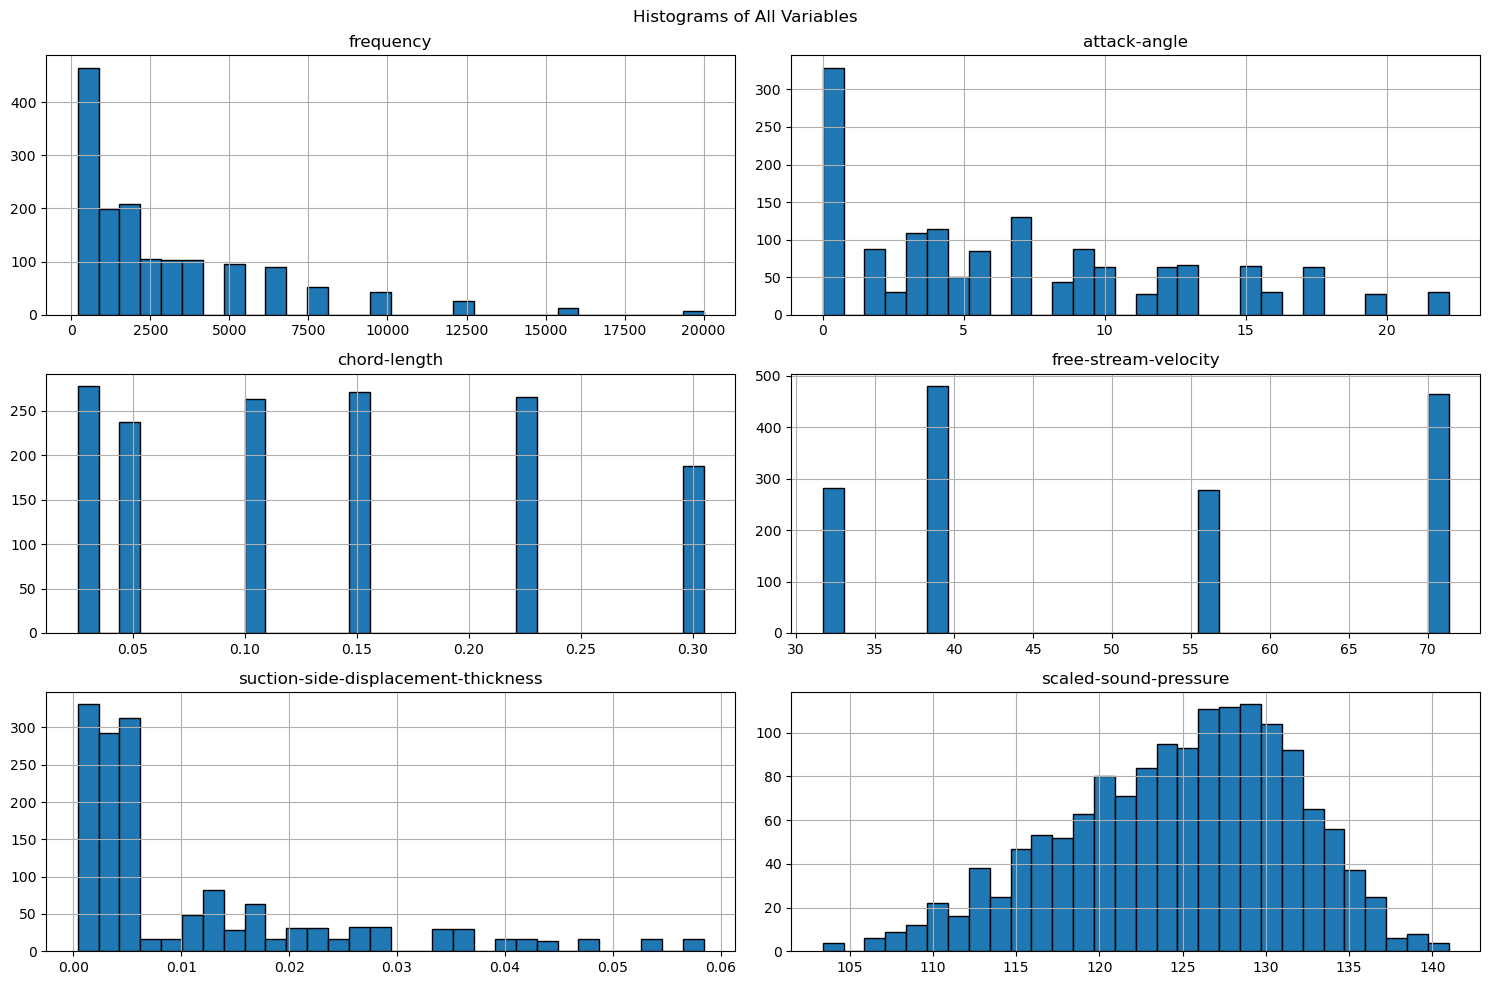 Histograms of All Variables
frequency
400
300
200
100
0
0 2500 5000 7500 10000 12500 15000 17500 20000
attack-angle
300
250
200
150
100
50
0
0 5 10 15 20
chord-length
250
200
150
100
50
0
0.05 0.10 0.15 0.20 0.25 0.30
free-stream-velocity
500
400
300
200
100
0
30 35 40 45 50 55 60 65 70
suction-side-displacement-thickness
300
250
200
150
100
50
0
0.00 0.01 0.02 0.03 0.04 0.05 0.06
scaled-sound-pressure
100
80
60
40
20
0
105 110 115 120 125 130 135 140